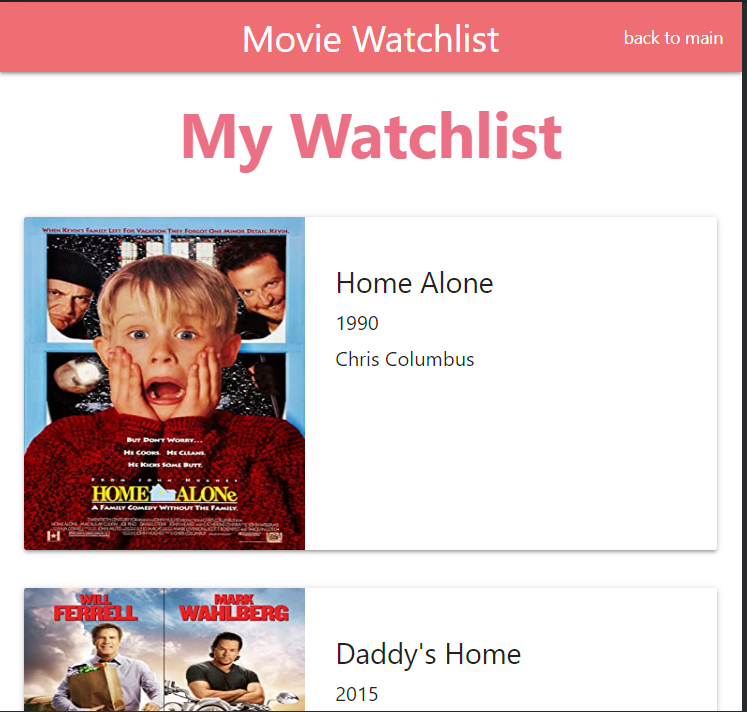 Movie Watchlist
back to main
My Watchlist
WHEN KEVIN'S FAMILY LEFT FOR VACATION THEY FORGOT ONE MINOR DETAIL. KEVIN.
BUT DON'T WORRY...
HE COOKS. HE CLEANS.
HE KICKS SOME BUTT.
FROM JOHN HUGHES
HOME ALONe
A FAMILY COMEDY WITHOUT THE FAMILY.
Home Alone
1990
Chris Columbus
WILL FERRELL
MARK WAHLBERG
Daddy's Home
2015